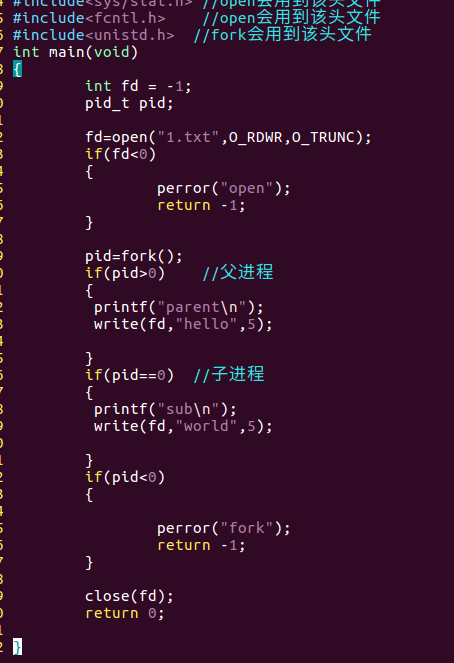 #include<sys/stat.h> //open会用到该头文件
#include<fcntl.h>      //open会用到该头文件
#include<unistd.h>  //fork会用到该头文件
int main(void)
{
        int fd = -1;
        pid_t pid;
        fd=open("1.txt",O_RDWR,O_TRUNC);
        if(fd<0)
        {
                perror("open");
                return -1;
        }
        pid=fork();
        if(pid>0)    //父进程
        {
         printf("parent\n");
         write(fd,"hello",5);
        }
        if(pid==0)  //子进程
        {
         printf("sub\n");
         write(fd,"world",5);
        }
        if(pid<0)
        {
                perror("fork");
                return -1;
        }
        close(fd);
        return 0;
}